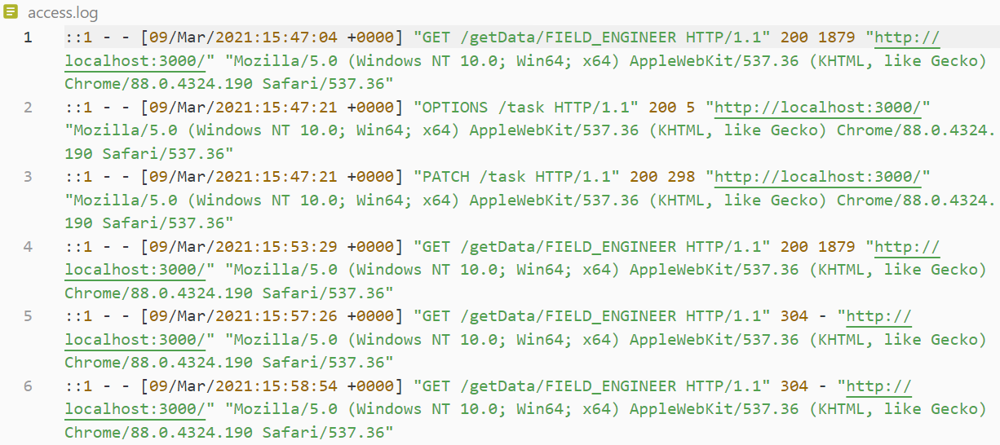 access.log
1 ::1 - - [09/Mar/2021:15:47:04 +0000] "GET /getData/FIELD_ENGINEER HTTP/1.1" 200 1879 "http://
localhost:3000/" "Mozilla/5.0 (Windows NT 10.0; Win64; x64) AppleWebKit/537.36 (KHTML, like Gecko)
Chrome/88.0.4324.190 Safari/537.36"
2 ::1 - - [09/Mar/2021:15:47:21 +0000] "OPTIONS /task HTTP/1.1" 200 5 "http://localhost:3000/"
"Mozilla/5.0 (Windows NT 10.0; Win64; x64) AppleWebKit/537.36 (KHTML, like Gecko) Chrome/88.0.4324.
190 Safari/537.36"
3 ::1 - - [09/Mar/2021:15:47:21 +0000] "PATCH /task HTTP/1.1" 200 298 "http://localhost:3000/"
"Mozilla/5.0 (Windows NT 10.0; Win64; x64) AppleWebKit/537.36 (KHTML, like Gecko) Chrome/88.0.4324.
190 Safari/537.36"
4 ::1 - - [09/Mar/2021:15:53:29 +0000] "GET /getData/FIELD_ENGINEER HTTP/1.1" 200 1879 "http://
localhost:3000/" "Mozilla/5.0 (Windows NT 10.0; Win64; x64) AppleWebKit/537.36 (KHTML, like Gecko)
Chrome/88.0.4324.190 Safari/537.36"
5 ::1 - - [09/Mar/2021:15:57:26 +0000] "GET /getData/FIELD_ENGINEER HTTP/1.1" 304 - "http://
localhost:3000/" "Mozilla/5.0 (Windows NT 10.0; Win64; x64) AppleWebKit/537.36 (KHTML, like Gecko)
Chrome/88.0.4324.190 Safari/537.36"
6 ::1 - - [09/Mar/2021:15:58:54 +0000] "GET /getData/FIELD_ENGINEER HTTP/1.1" 304 - "http://
localhost:3000/" "Mozilla/5.0 (Windows NT 10.0; Win64; x64) AppleWebKit/537.36 (KHTML, like Gecko)
Chrome/88.0.4324.190 Safari/537.36"